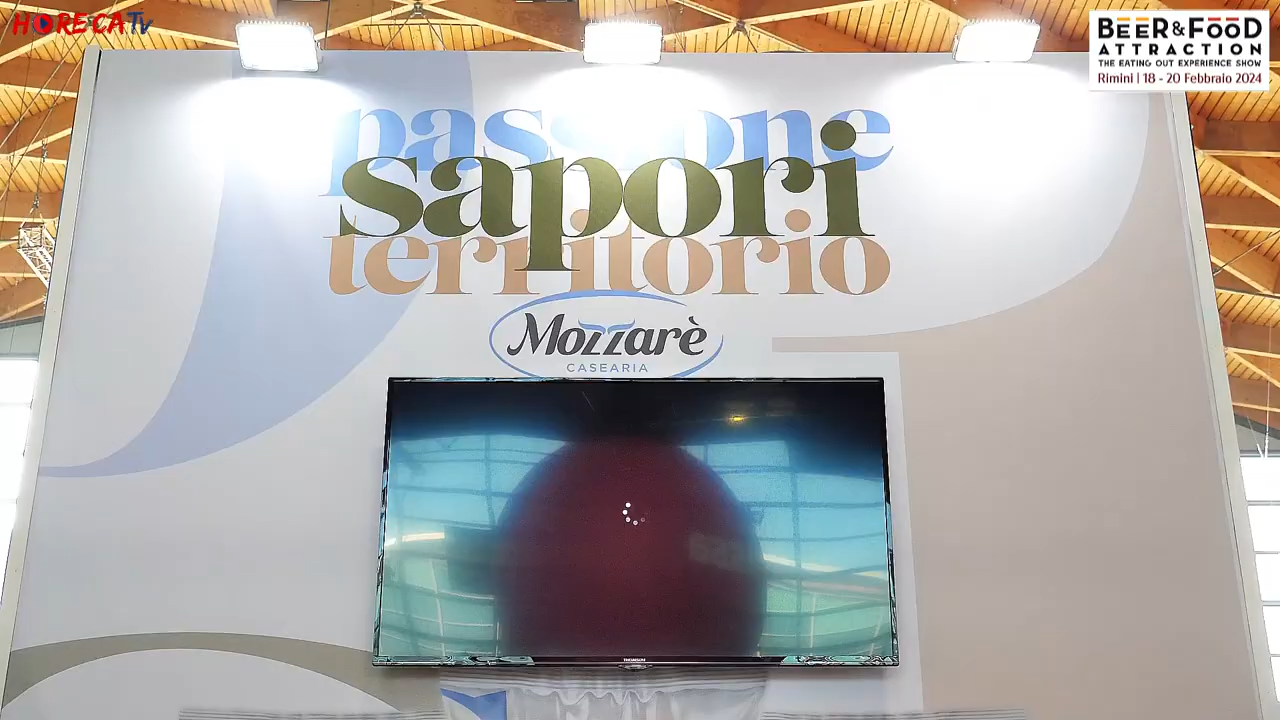 HORECATV
BEER&FOOD
ATTRACTION
THE EATING OUT EXPERIENCE SHOW
Rimini | 18 - 20 Febbraio 2024
passione
sapori
territorio
Mozzarè
CASEARIA
THOMSON